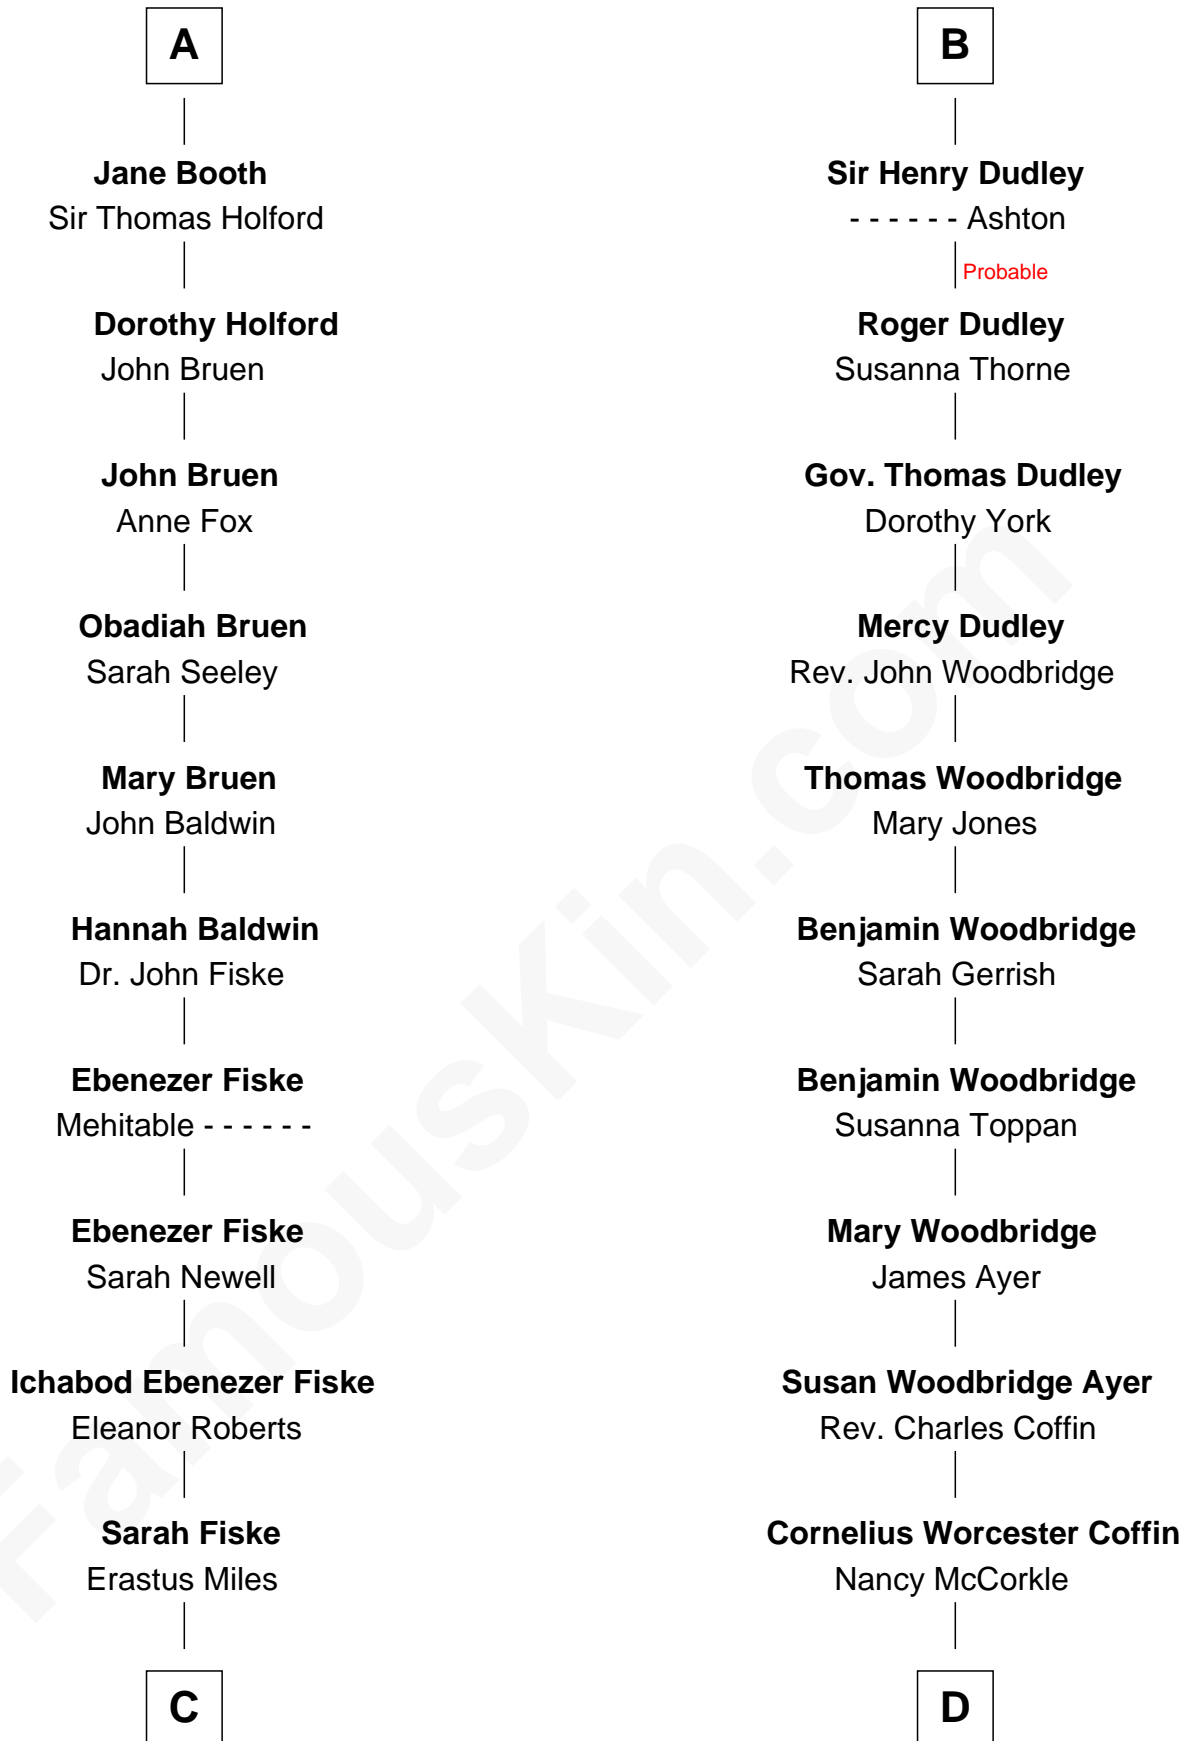 A
Jane Booth
Sir Thomas Holford
Dorothy Holford
John Bruen
John Bruen
Anne Fox
Obadiah Bruen
Sarah Seeley
Mary Bruen
John Baldwin
Hannah Baldwin
Dr. John Fiske
Ebenezer Fiske
Mehitable - - - - - -
Ebenezer Fiske
Sarah Newell
Ichabod Ebenezer Fiske
Eleanor Roberts
Sarah Fiske
Erastus Miles
C
B
Sir Henry Dudley
- - - - - - Ashton
Probable
Roger Dudley
Susanna Thorne
Gov. Thomas Dudley
Dorothy York
Mercy Dudley
Rev. John Woodbridge
Thomas Woodbridge
Mary Jones
Benjamin Woodbridge
Sarah Gerrish
Benjamin Woodbridge
Susanna Toppan
Mary Woodbridge
James Ayer
Susan Woodbridge Ayer
Rev. Charles Coffin
Cornelius Worcester Coffin
Nancy McCorkle
D
FamousKin.com